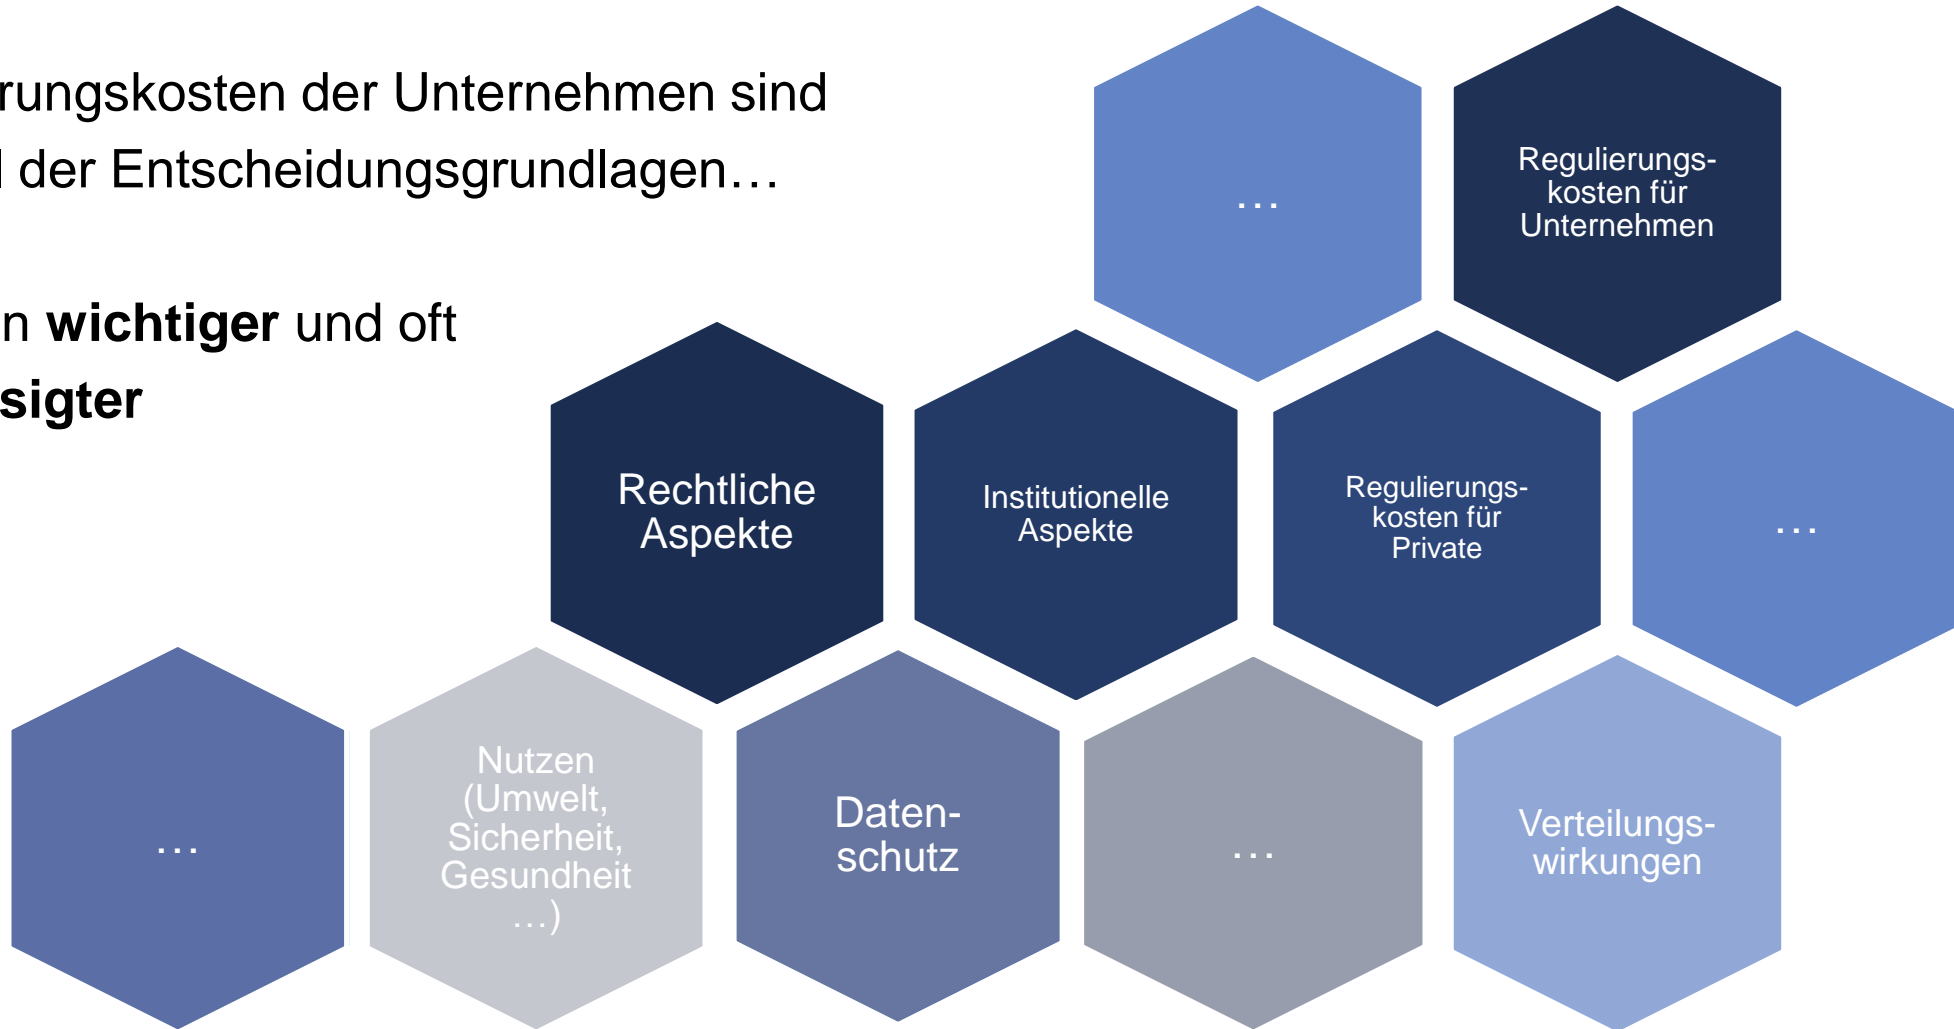 rungskosten der Unternehmen sind
der Entscheidungsgrundlagen…
n wichtiger und oft
sigter
…
Regulierungs-
kosten für
Unternehmen
Rechtliche
Aspekte
Institutionelle
Aspekte
Regulierungs-
kosten für
Private
…
…
Nutzen
(Umwelt,
Sicherheit,
Gesundheit
…)
Daten-
schutz
…
Verteilungs-
wirkungen